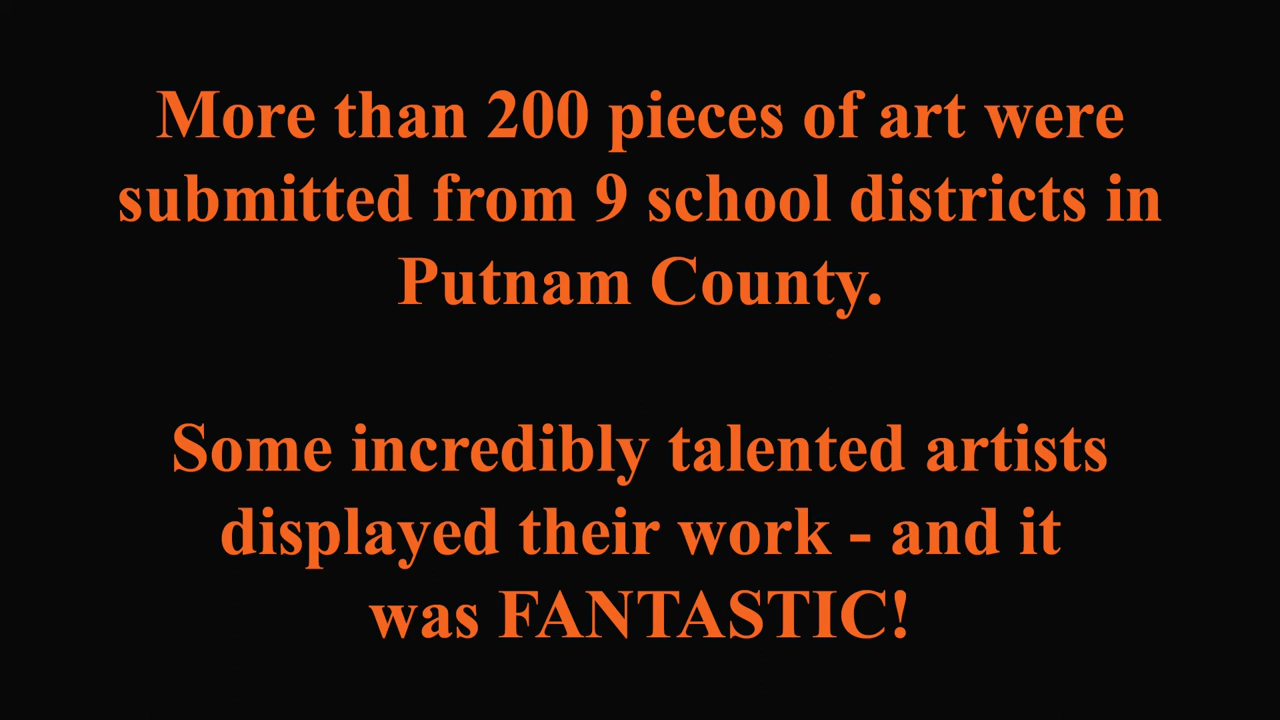 More than 200 pieces of art were
submitted from 9 school districts in
Putnam County.
Some incredibly talented artists
displayed their work - and it
was FANTASTIC!